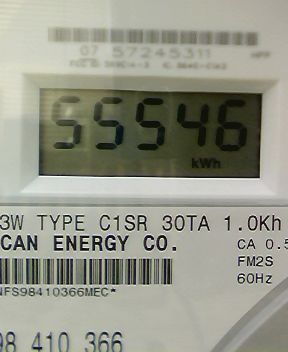 07 57245311
55546
kWh
3W TYPE C1SR 30TA 1.0Kh
CAN ENERGY CO.
CA 0.5
FM2S
60Hz
NFS98410366MEC*
98 410 366